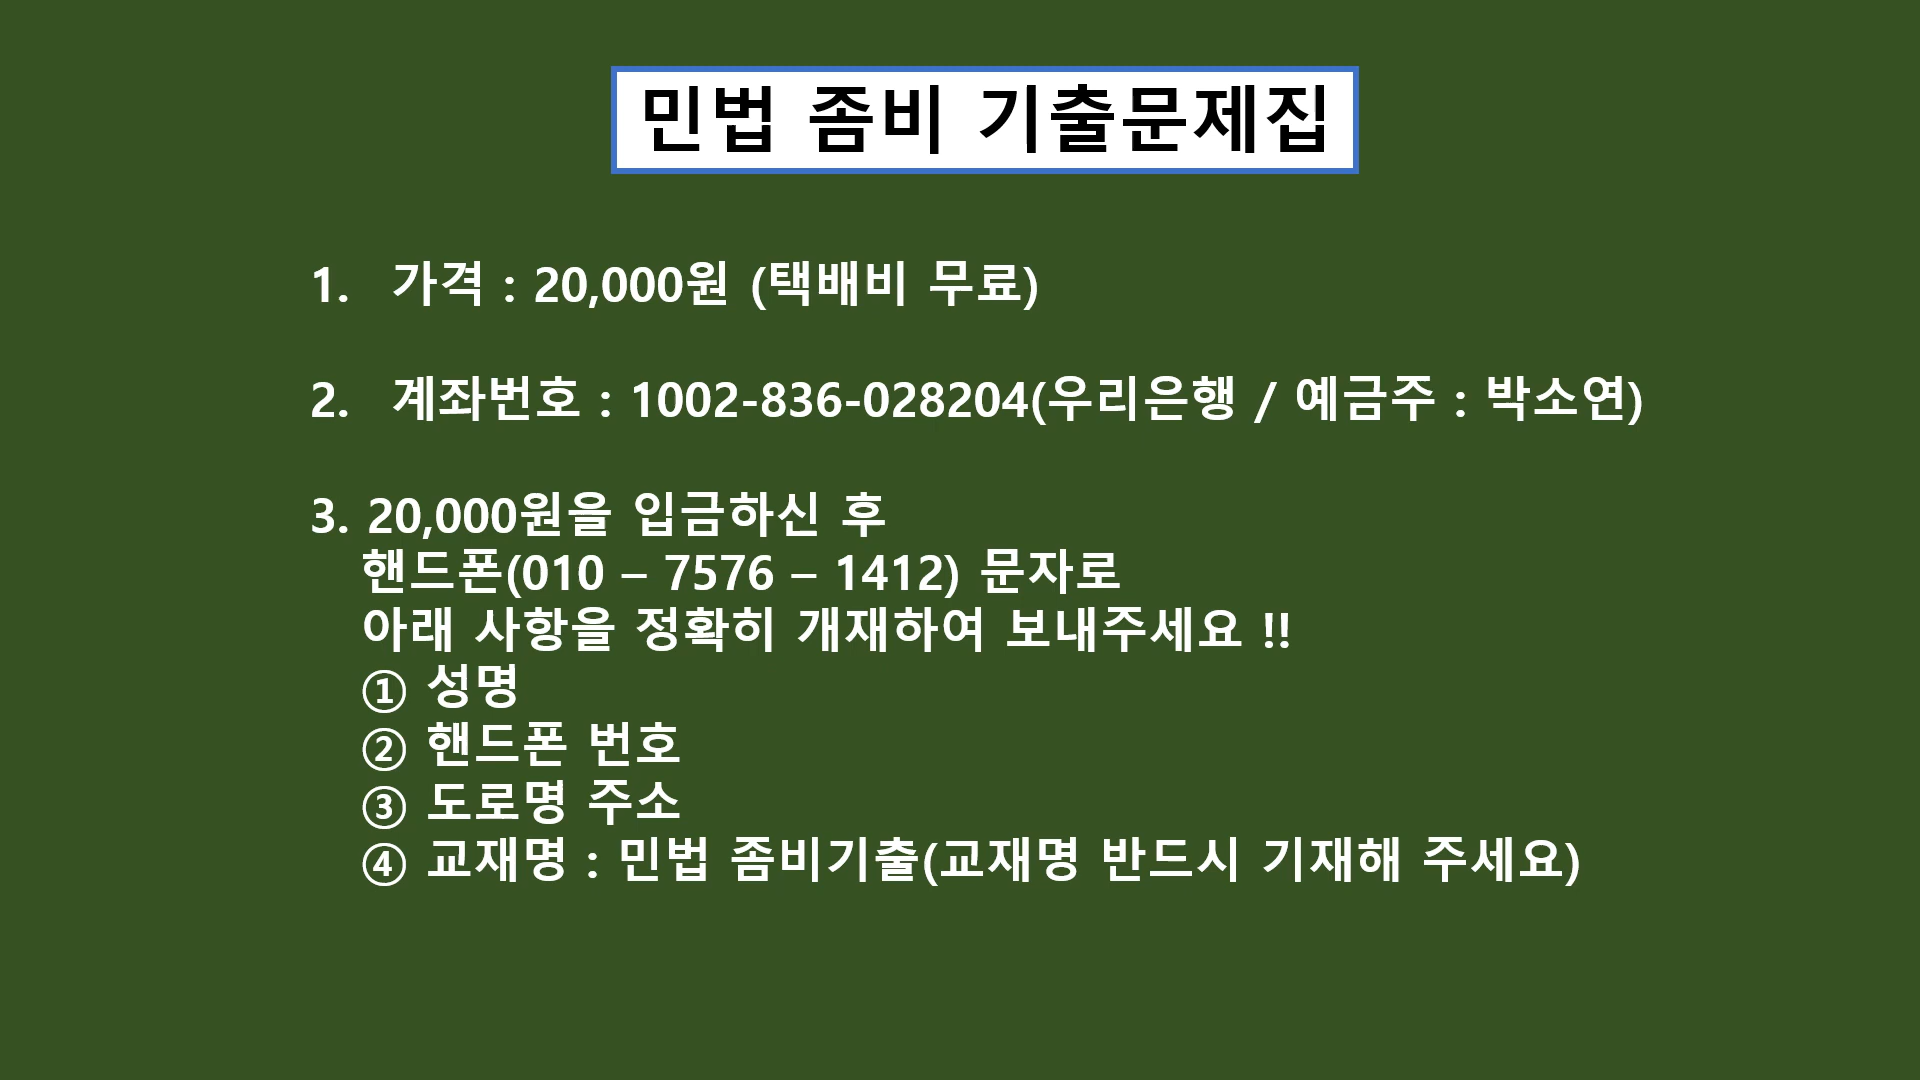 민법 좀비 기출문제집
1. 가격 : 20,000원 (택배비 무료)
2. 계좌번호 : 1002-836-028204(우리은행 / 예금주 : 박소연)
3. 20,000원을 입금하신 후
핸드폰(010 – 7576 – 1412) 문자로
아래 사항을 정확히 개재하여 보내주세요 !!
① 성명
② 핸드폰 번호
③ 도로명 주소
④ 교재명 : 민법 좀비기출(교재명 반드시 기재해 주세요)